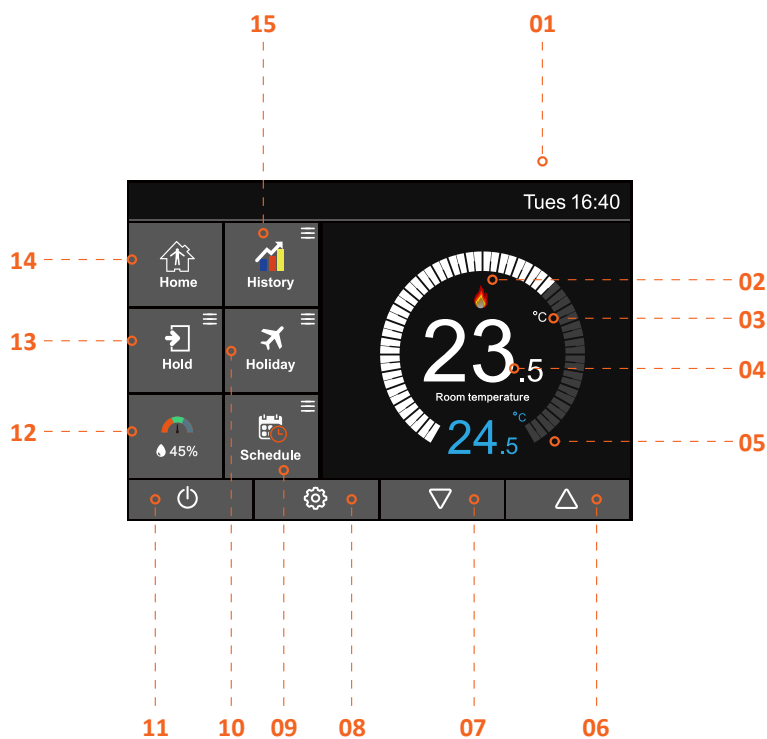 15
01
Tues 16:40
14
Home
History
02
°C
03
13
Hold
Holiday
23.5
04
Room temperature
12
45%
Schedule
°C
24.5
05
11
10
09
08
07
06